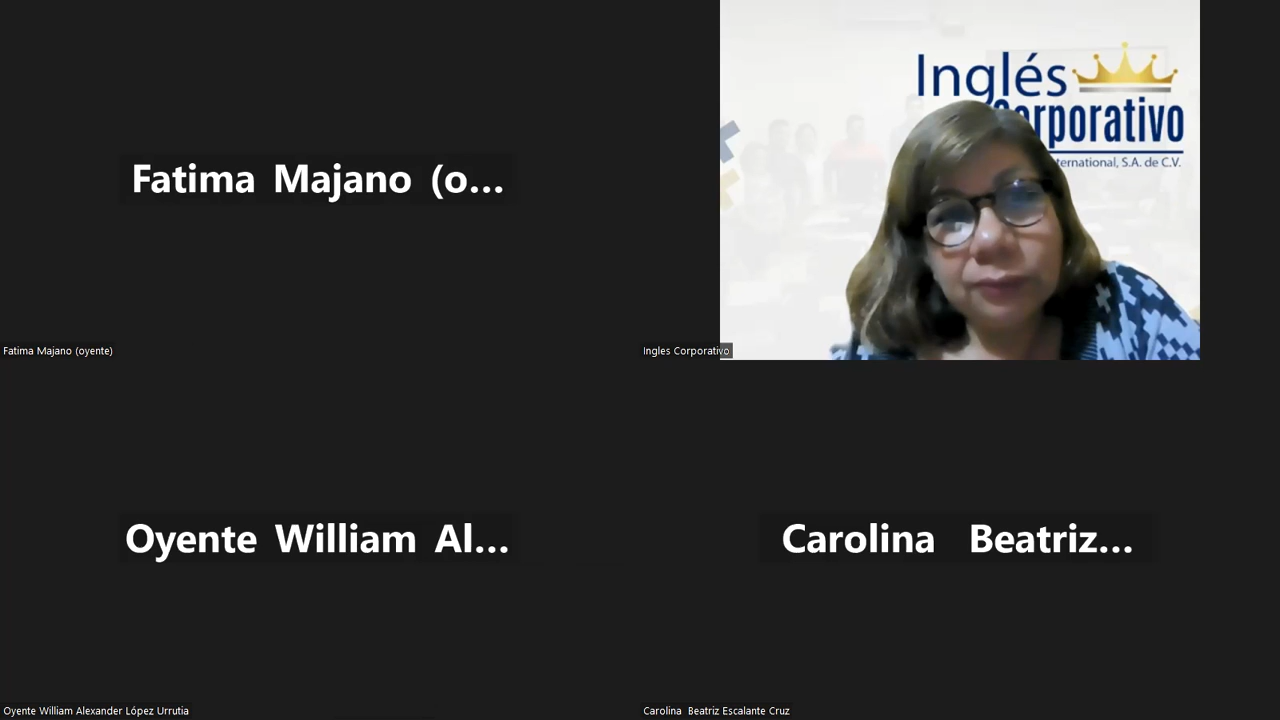 Fatima Majano (o...
Fatima Majano (oyente)
Inglés
Corporativo
ternational, S.A. de C.V.
Ingles Corporativo
Oyente William Al...
Oyente William Alexander López Urrutia
Carolina Beatriz...
Carolina Beatriz Escalante Cruz